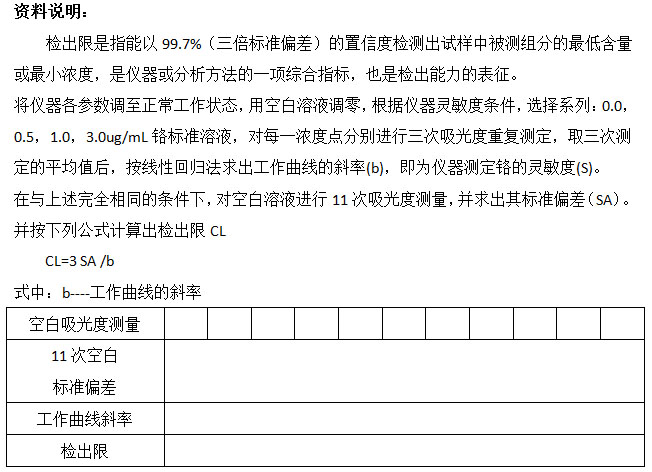 资料说明：
检出限是指能以 99.7%（三倍标准偏差）的置信度检测出试样中被测组分的最低含量
或最小浓度，是仪器或分析方法的一项综合指标，也是检出能力的表征。
将仪器各参数调至正常工作状态，用空白溶液调零，根据仪器灵敏度条件，选择系列：0.0，
0.5，1.0，3.0ug/mL 铬标准溶液，对每一浓度点分别进行三次吸光度重复测定，取三次测
定的平均值后，按线性回归法求出工作曲线的斜率(b)，即为仪器测定铬的灵敏度(S)。
在与上述完全相同的条件下，对空白溶液进行 11 次吸光度测量，并求出其标准偏差（SA）。
并按下列公式计算出检出限 CL
CL=3 SA /b
式中：b----工作曲线的斜率
空白吸光度测量
11 次空白
标准偏差
工作曲线斜率
检出限